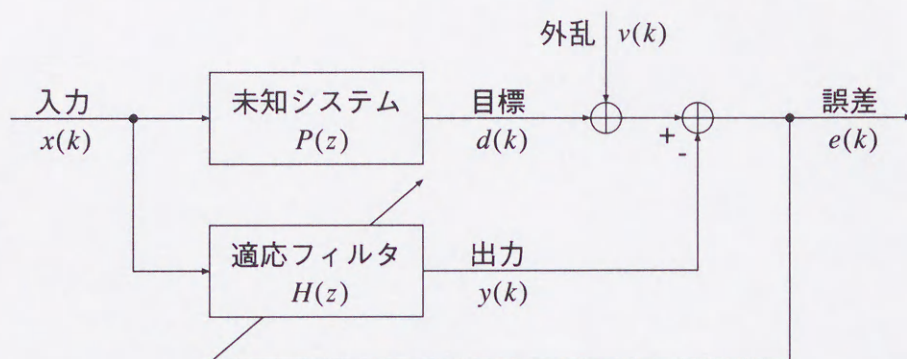 外乱 v(k)
入力
x(k)
未知システム
P(z)
目標
d(k)
+
-
誤差
e(k)
適応フィルタ
H(z)
出力
y(k)